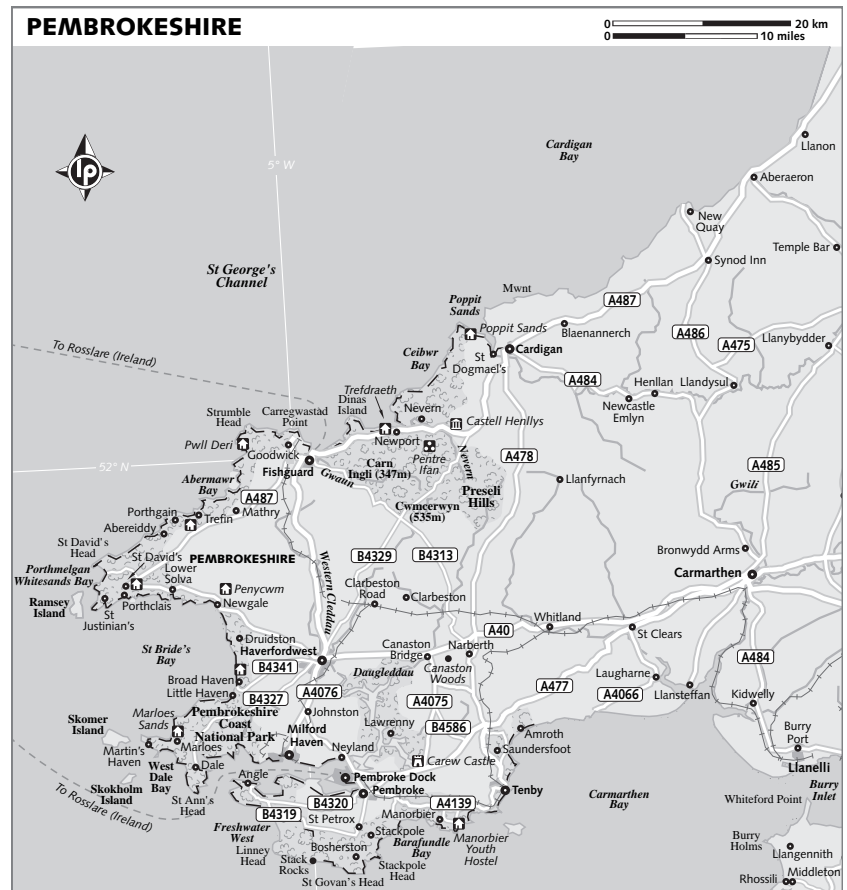 PEMBROKESHIRE
0 20 km
0 10 miles
lp
Cardigan
Bay
5° W
Llanon
Aberaeron
New
Quay
Temple Bar
Synod Inn
St George's
Channel
Mwnt
Poppit
Sands
A487
Poppit Sands
Blaenannerch
A486
A475
Llanybydder
To Rosslare (Ireland)
Ceibwr
Bay
St
Dogmael's
Cardigan
A484
Henllan
Llandysul
Newcastle
Emlyn
Trefdraeth
Dinas
Island
Nevern
Castell Henllys
Strumble
Head
Carregwastad
Point
Newport
Pwll Deri
Goodwick
Fishguard
Pentre
Ifan
Nevern
A478
A485
52° N
Carn
Ingli (347m)
Gwaun
Preseli
Hills
Llanfyrnach
Gwili
Abermawr
Bay
A487
Cwmcerwyn
(535m)
Porthgain
Trefin
Mathry
Abereiddy
St David's
Head
St David's
Lower
Solva
PEMBROKESHIRE
Western Cleddau
B4329
B4313
Bronwydd Arms
Carmarthen
Porthmelgan
Whitesands Bay
Penycwm
Clarbeston
Road
Clarbeston
Ramsey
Island
Porthclais
Newgale
St
Justinian's
Whitland
A40
St Clears
Druidston
Haverfordwest
Canaston
Bridge
Narberth
St Bride's
Bay
B4341
Daugleddau
Canaston
Woods
A484
Broad Haven
Little Haven
B4327
A4076
A4075
A477
Laugharne
A4066
Llansteffan
Kidwelly
Marloes
Sands
Pembrokeshire
Coast
National Park
Johnston
Lawrenny
B4586
Amroth
Skomer
Island
Milford
Haven
Neyland
Saundersfoot
Burry
Port
Martin's
Haven
Marloes
West
Dale
Bay
Dale
Angle
Carew Castle
Llanelli
Pembroke Dock
Pembroke
Tenby
Carmarthen
Bay
Burry
Inlet
Skokholm
Island
To Rosslare (Ireland)
St Ann's
Head
B4320
A4139
Whiteford Point
B4319
St Petrox
Manorbier
Freshwater
West
Stackpole
Barafundle
Bay
Manorbier
Youth
Hostel
Burry
Holms
Linney
Head
Bosherston
Llangennith
Stack
Rocks
Stackpole
Head
St Govan's Head
Rhossili
Middleton